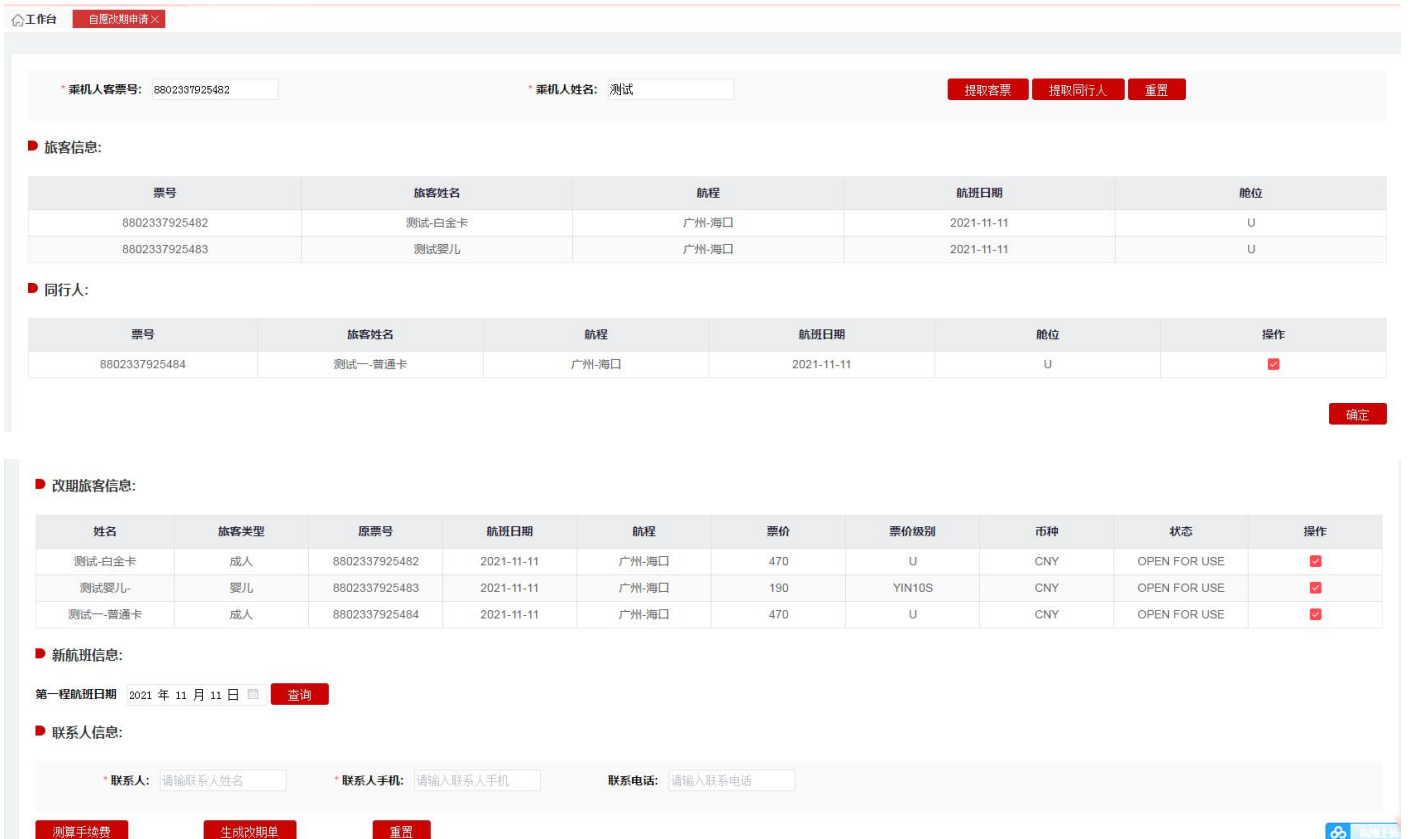 工作台 自愿改期申请×
* 乘机人客票号: 8802337925482 * 乘机人姓名: 测试 提取客票 提取同行人 重置
旅客信息:
票号 旅客姓名 航程 航班日期 舱位
8802337925482 测试-白金卡 广州-海口 2021-11-11 U
8802337925483 测试婴儿 广州-海口 2021-11-11 U
同行人:
票号 旅客姓名 航程 航班日期 舱位 操作
8802337925484 测试一-普通卡 广州-海口 2021-11-11 U
确定
改期旅客信息:
姓名 旅客类型 原票号 航班日期 航程 票价 票价级别 币种 状态 操作
测试-白金卡 成人 8802337925482 2021-11-11 广州-海口 470 U CNY OPEN FOR USE
测试婴儿- 婴儿 8802337925483 2021-11-11 广州-海口 190 YIN10S CNY OPEN FOR USE
测试一-普通卡 成人 8802337925484 2021-11-11 广州-海口 470 U CNY OPEN FOR USE
新航班信息:
第一程航班日期 2021 年 11 月 11 日 查询
联系人信息:
* 联系人: 请输联系人姓名 * 联系人手机: 请输入联系人手机 联系电话: 请输入联系电话
测算手续费 生成改期单 重置